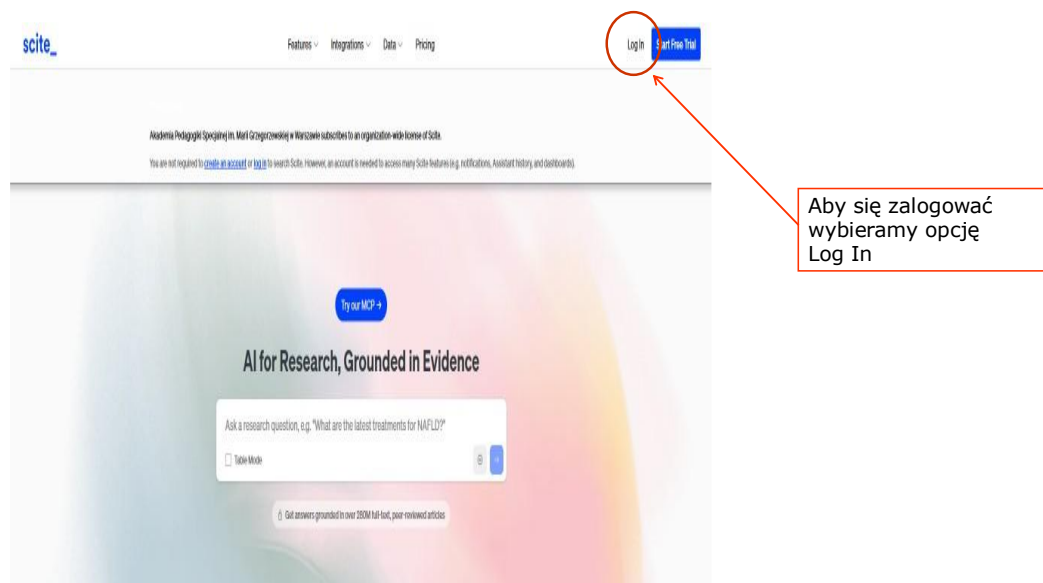 scite_
Features Integrations Data Pricing
Log In Start Free Trial
Akademia Pedagogiki Specjalnej im. Marii Grzegorzewskiej w Warszawie subscribes to an organization-wide license of Scite.
You are not required to create an account or log in to search Scite. However, an account is needed to access many Scite features (e.g. notifications, Assistant history, and dashboards).
Aby się zalogować
wybieramy opcję
Log In
Try our MCP →
AI for Research, Grounded in Evidence
Ask a research question, e.g. "What are the latest treatments for NAFLD?"
Table Mode
Get answers grounded in over 280M full-text, peer-reviewed articles